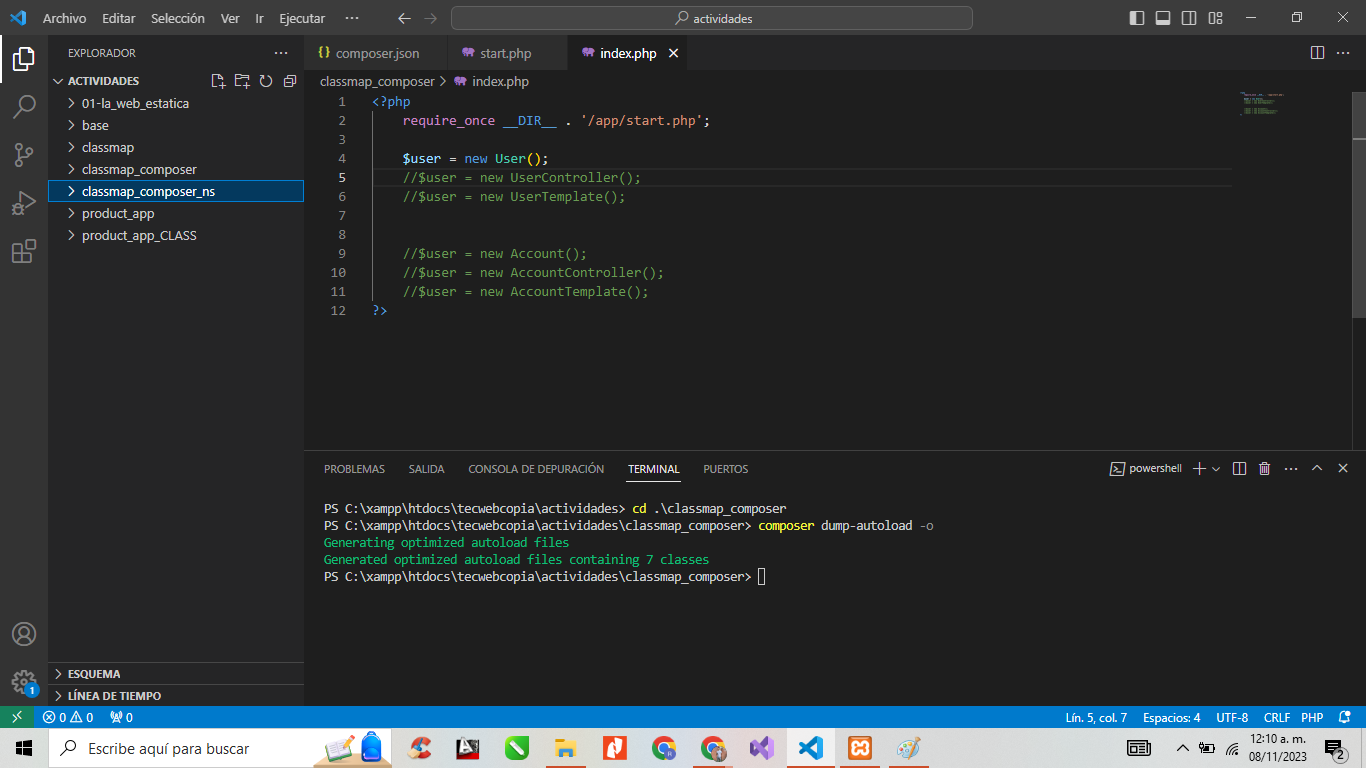 Archivo Editar Selección Ver Ir Ejecutar ··· actividades
EXPLORADOR ···
ACTIVIDADES
01-la_web_estatica
base
classmap
classmap_composer
classmap_composer_ns
product_app
product_app_CLASS
ESQUEMA
LÍNEA DE TIEMPO
{} composer.json start.php index.php
classmap_composer > index.php
1 <?php
2 require_once __DIR__ . '/app/start.php';
3
4 $user = new User();
5 //$user = new UserController();
6 //$user = new UserTemplate();
7
8
9 //$user = new Account();
10 //$user = new AccountController();
11 //$user = new AccountTemplate();
12 ?>
PROBLEMAS SALIDA CONSOLA DE DEPURACIÓN TERMINAL PUERTOS powershell
PS C:\xampp\htdocs\tecwebcopia\actividades> cd .\classmap_composer
PS C:\xampp\htdocs\tecwebcopia\actividades\classmap_composer> composer dump-autoload -o
Generating optimized autoload files
Generated optimized autoload files containing 7 classes
PS C:\xampp\htdocs\tecwebcopia\actividades\classmap_composer>
1
0 0 0 Lín. 5, col. 7 Espacios: 4 UTF-8 CRLF PHP
Escribe aquí para buscar
12:10 a. m.
08/11/2023
2